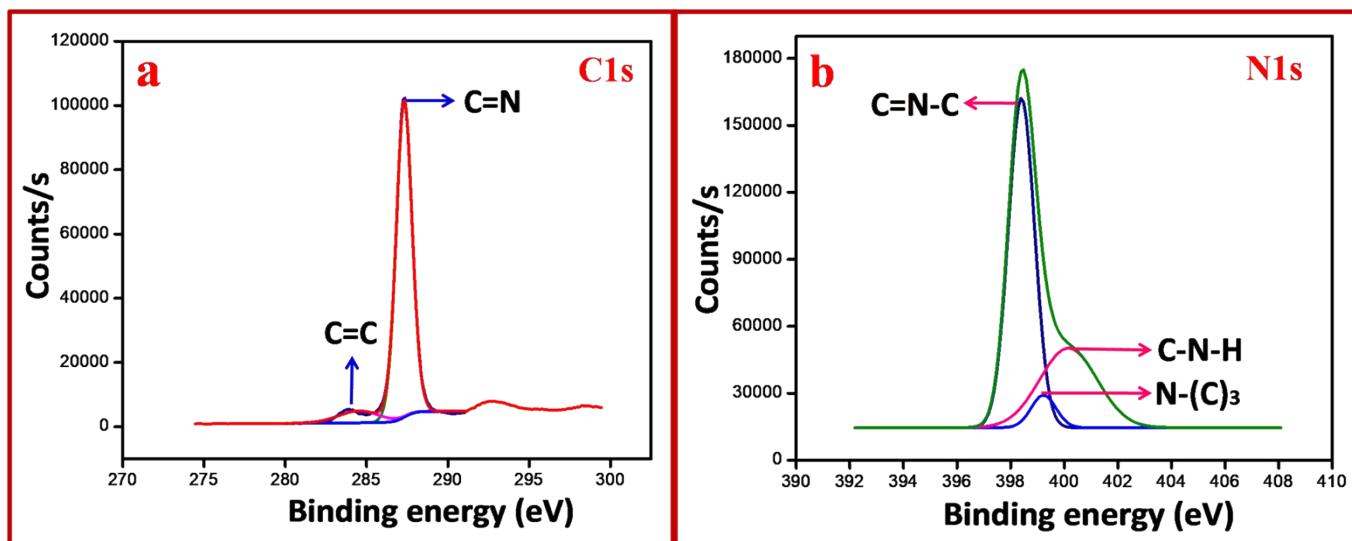 a
C1s
C=N
C=C
Counts/s
120000
100000
80000
60000
40000
20000
0
270
275
280
285
290
295
300
Binding energy (eV)
b
N1s
C=N-C
C-N-H
N-(C)₃
Counts/s
180000
150000
120000
90000
60000
30000
0
390
392
394
396
398
400
402
404
406
408
410
Binding energy (eV)